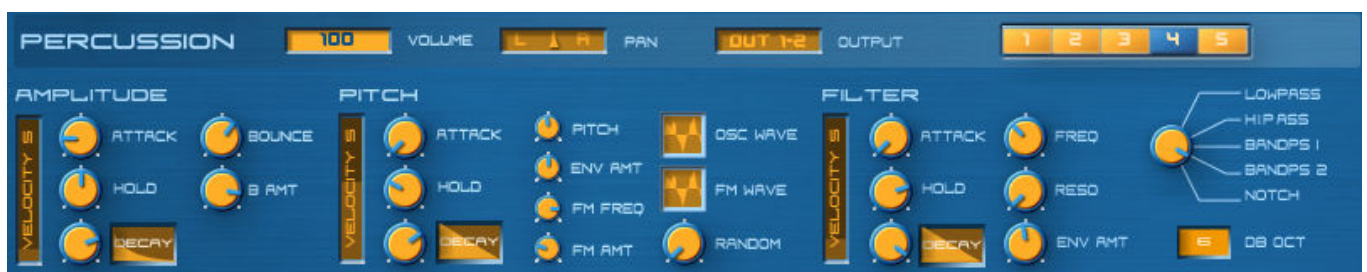 PERCUSSION 100 VOLUME L R PAN OUT 1-2 OUTPUT 1 2 3 4 5
AMPLITUDE
VELOCITY S
ATTACK BOUNCE
HOLD B AMT
DECAY
PITCH
VELOCITY S
ATTACK
HOLD
DECAY
PITCH
ENV AMT
FM FREQ
FM AMT
OSC WAVE
FM WAVE
RANDOM
FILTER
VELOCITY S
ATTACK FREQ
HOLD RESO
DECAY ENV AMT
LOWPASS
HIPASS
BANDPS 1
BANDPS 2
NOTCH
6 DB OCT